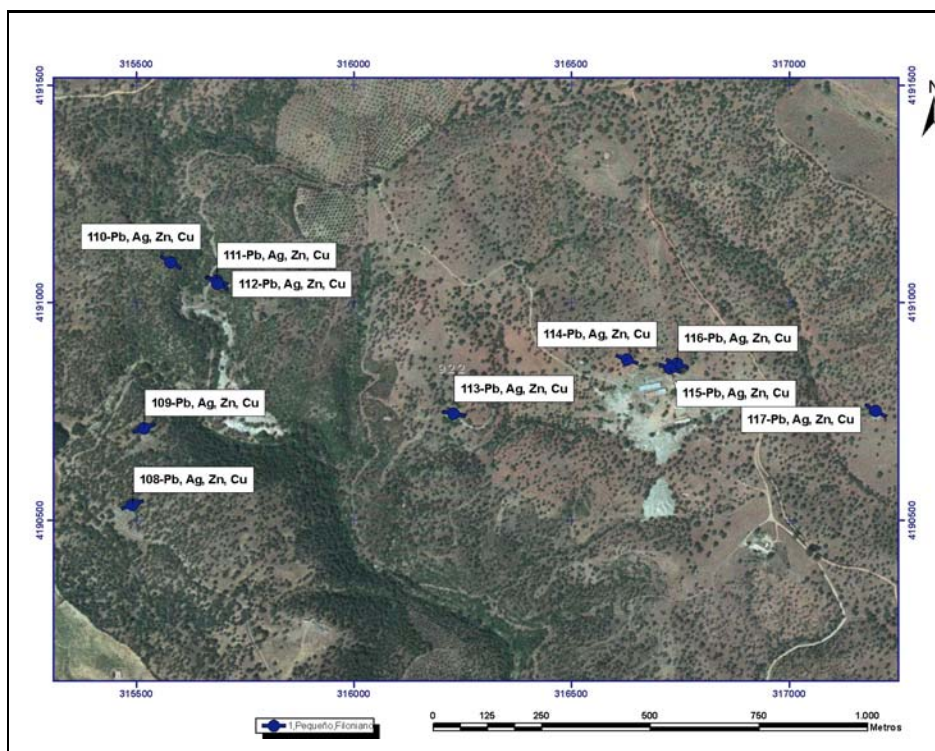 315500 316000 316500 317000
4191500 4191500
N
110-Pb, Ag, Zn, Cu
111-Pb, Ag, Zn, Cu
112-Pb, Ag, Zn, Cu
4191000 4191000
114-Pb, Ag, Zn, Cu
116-Pb, Ag, Zn, Cu
922
113-Pb, Ag, Zn, Cu
115-Pb, Ag, Zn, Cu
109-Pb, Ag, Zn, Cu
117-Pb, Ag, Zn, Cu
108-Pb, Ag, Zn, Cu
4190500 4190500
315500 316000 316500 317000
1,Pequeño,Filoniano
0 125 250 500 750 1.000
Metros